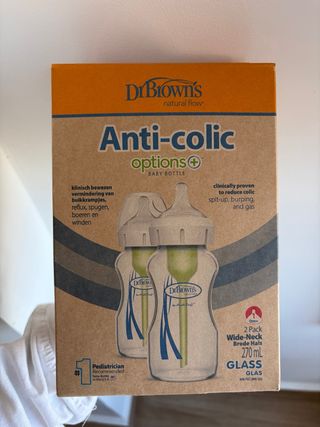 Dr Brown's
natural flow®
Anti-colic
options+
BABY BOTTLE
klinisch bewezen
vermindering van
buikkrampjes,
reflux, spugen,
boeren en
winden
clinically proven
to reduce colic
spit-up, burping,
and gas
Dr Brown's
2 Pack
Wide-Neck
Brede Hals
270 mL
GLASS
GLAS
#1
Pediatrician
Recommended